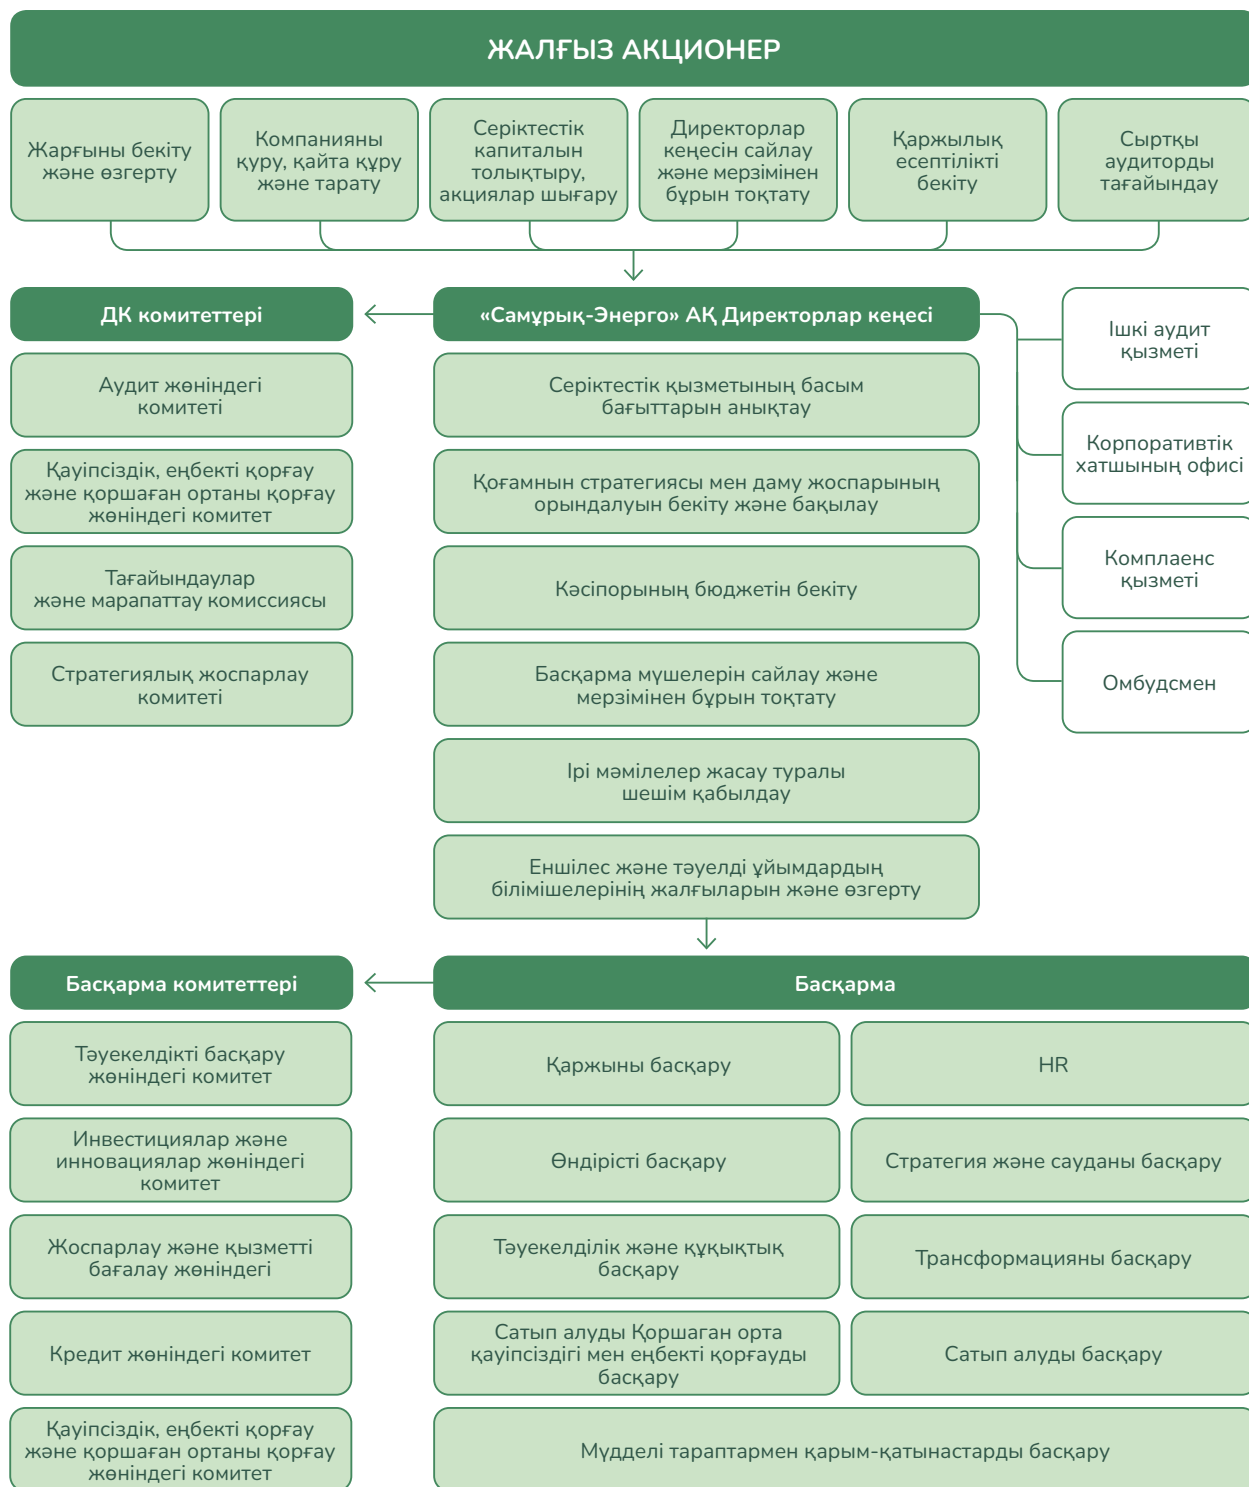 ЖАЛҒЫЗ АКЦИОНЕР
Жарғыны бекіту
және өзгерту
Компанияны
құру, қайта құру
және тарату
Серіктестік
капиталын
толықтыру,
акциялар шығару
Директорлар
кеңесін сайлау
және мерзімінен
бұрын тоқтату
Қаржылық
есептілікті
бекіту
Сыртқы
аудиторды
тағайындау
ДК комитеттері
Аудит жөніндегі
комитеті
Қауіпсіздік, еңбекті қорғау
және қоршаған ортаны қорғау
жөніндегі комитет
Тағайындаулар
және марапаттау комиссиясы
Стратегиялық жоспарлау
комитеті
«Самұрық-Энерго» АҚ Директорлар кеңесі
Серіктестік қызметының басым
бағыттарын анықтау
Қоғамнын стратегиясы мен даму жоспарының
орындалуын бекіту және бақылау
Кәсіпорының бюджетін бекіту
Басқарма мүшелерін сайлау және
мерзімінен бұрын тоқтату
Ірі мәмілелер жасау туралы
шешім қабылдау
Еншілес және тәуелді ұйымдардың
білімішелерінің жалғыларын және өзгерту
Ішкі аудит
қызметі
Корпоративтік
хатшының офисі
Комплаенс
қызметі
Омбудсмен
Басқарма комитеттері
Тәуекелдікті басқару
жөніндегі комитет
Инвестициялар және
инновациялар жөніндегі
комитет
Жоспарлау және қызметті
бағалау жөніндегі
Кредит жөніндегі комитет
Қауіпсіздік, еңбекті қорғау
және қоршаған ортаны қорғау
жөніндегі комитет
Басқарма
Қаржыны басқару
HR
Өндірісті басқару
Стратегия және сауданы басқару
Тәуекелділік және құқықтық
басқару
Трансформацияны басқару
Сатып алуды Қоршаған орта
қауіпсіздігі мен еңбекті қорғауды
басқару
Сатып алуды басқару
Мүдделі тараптармен қарым-қатынастарды басқару